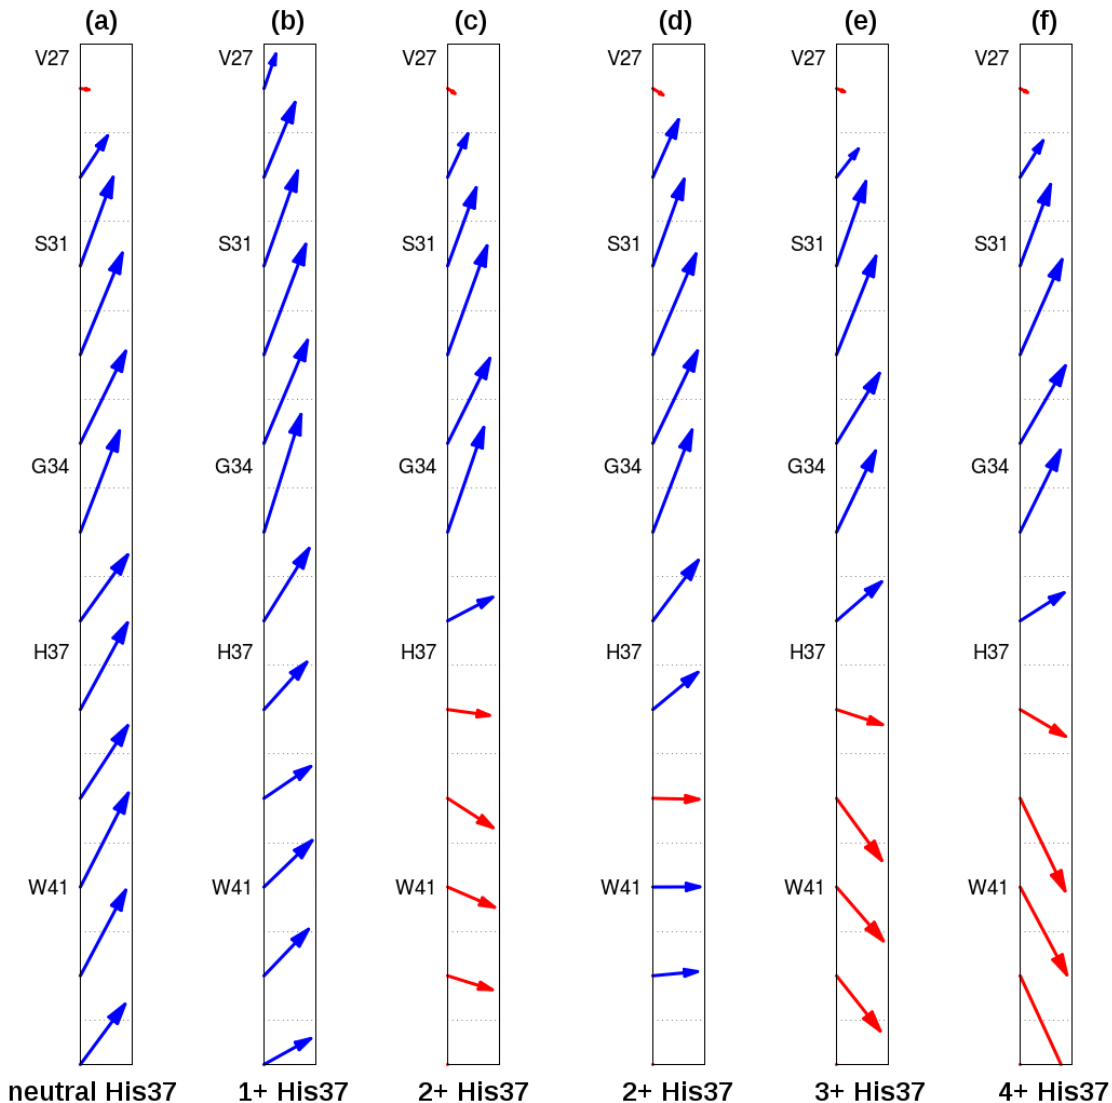 (a) (b) (c) (d) (e) (f)
V27 V27 V27 V27 V27 V27
S31 S31 S31 S31 S31 S31
G34 G34 G34 G34 G34 G34
H37 H37 H37 H37 H37 H37
W41 W41 W41 W41 W41 W41
neutral His37 1+ His37 2+ His37 2+ His37 3+ His37 4+ His37